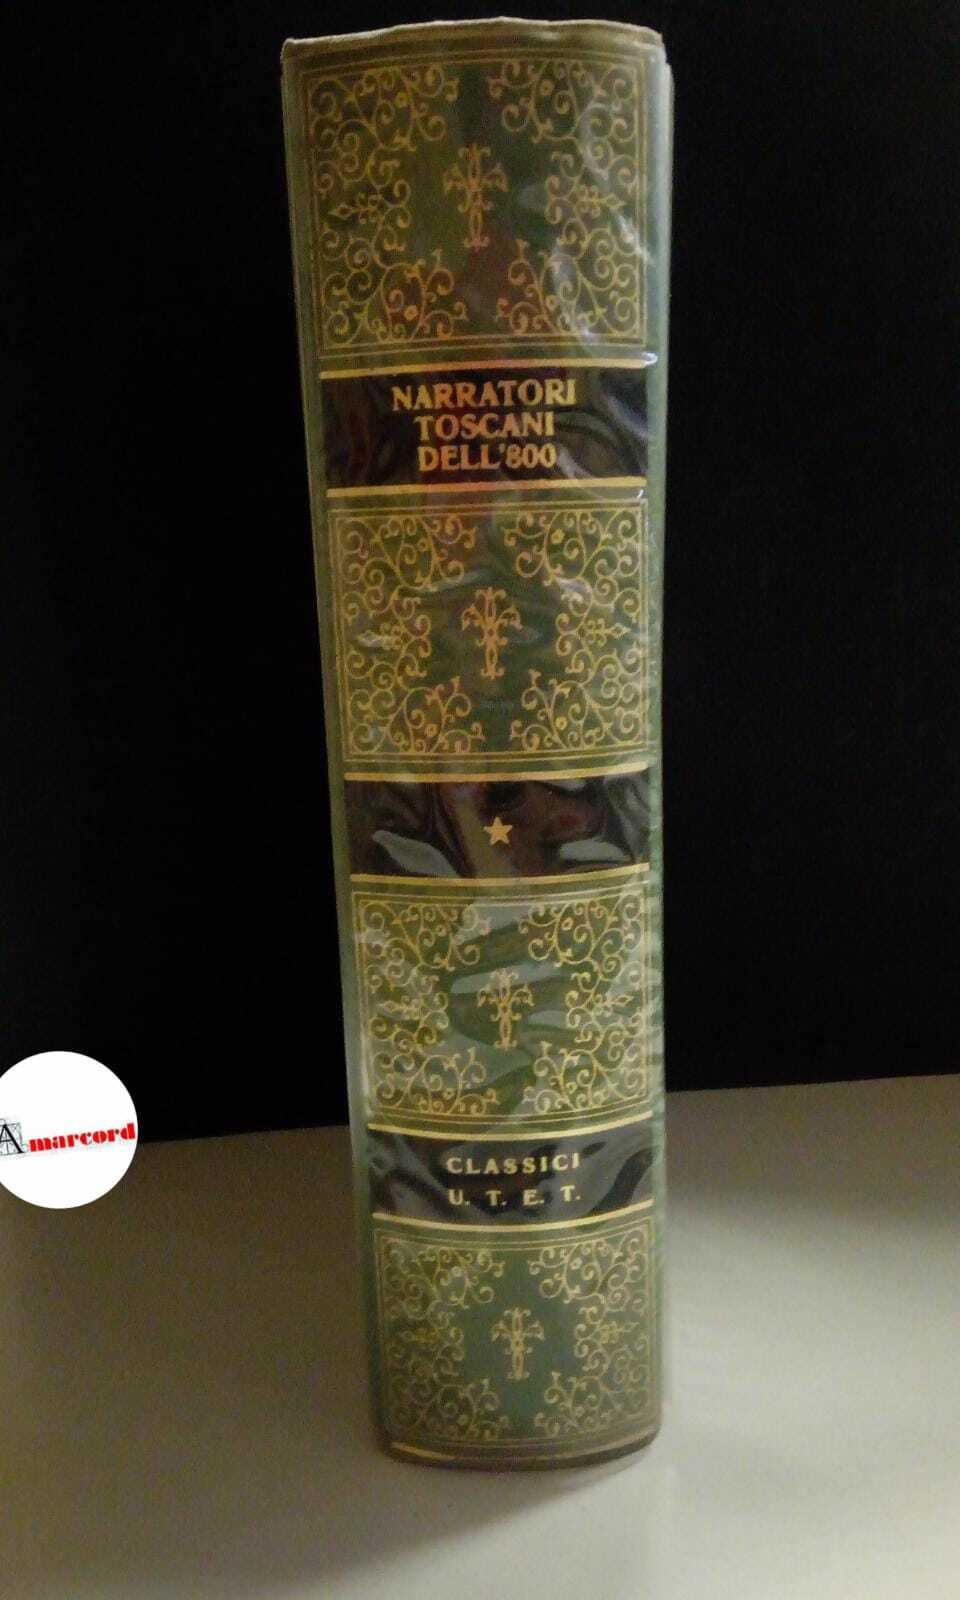 NARRATORI
TOSCANI
DELL'800
CLASSICI
U. T. E. T.
Amarcord